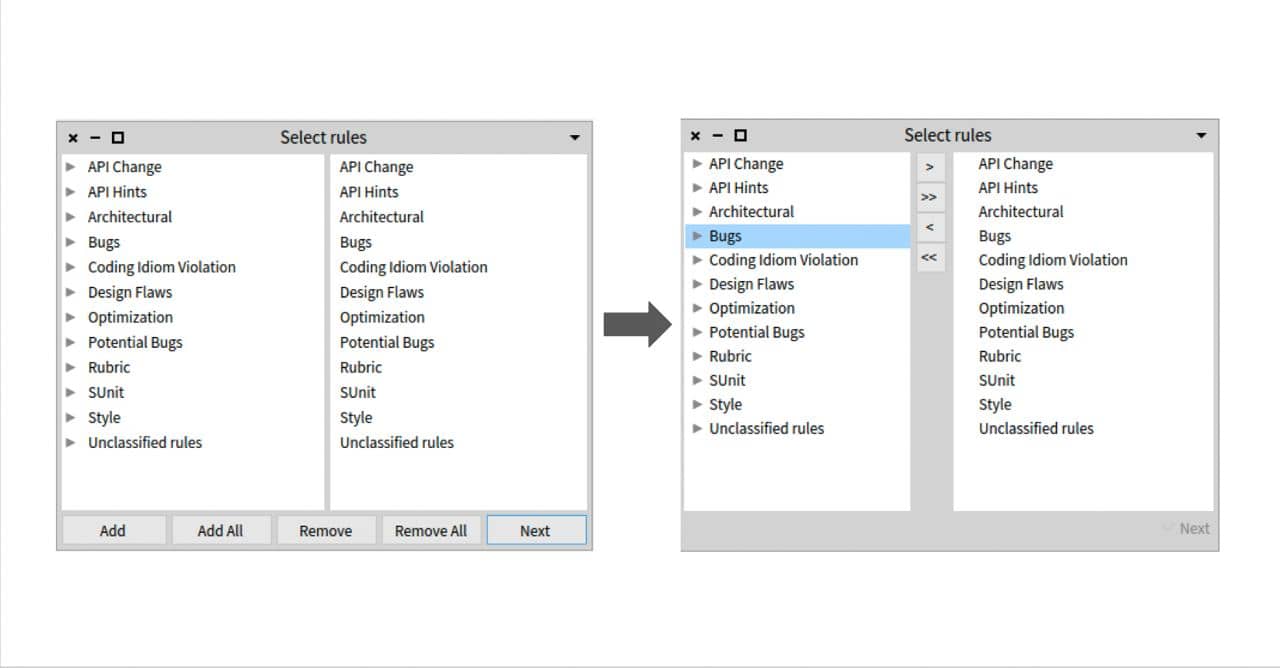 Select rules
API Change
API Hints
Architectural
Bugs
Coding Idiom Violation
Design Flaws
Optimization
Potential Bugs
Rubric
SUnit
Style
Unclassified rules
API Change
API Hints
Architectural
Bugs
Coding Idiom Violation
Design Flaws
Optimization
Potential Bugs
Rubric
SUnit
Style
Unclassified rules
Add Add All Remove Remove All Next
Select rules
API Change
API Hints
Architectural
Bugs
Coding Idiom Violation
Design Flaws
Optimization
Potential Bugs
Rubric
SUnit
Style
Unclassified rules
>
>>
<
<<
API Change
API Hints
Architectural
Bugs
Coding Idiom Violation
Design Flaws
Optimization
Potential Bugs
Rubric
SUnit
Style
Unclassified rules
Next